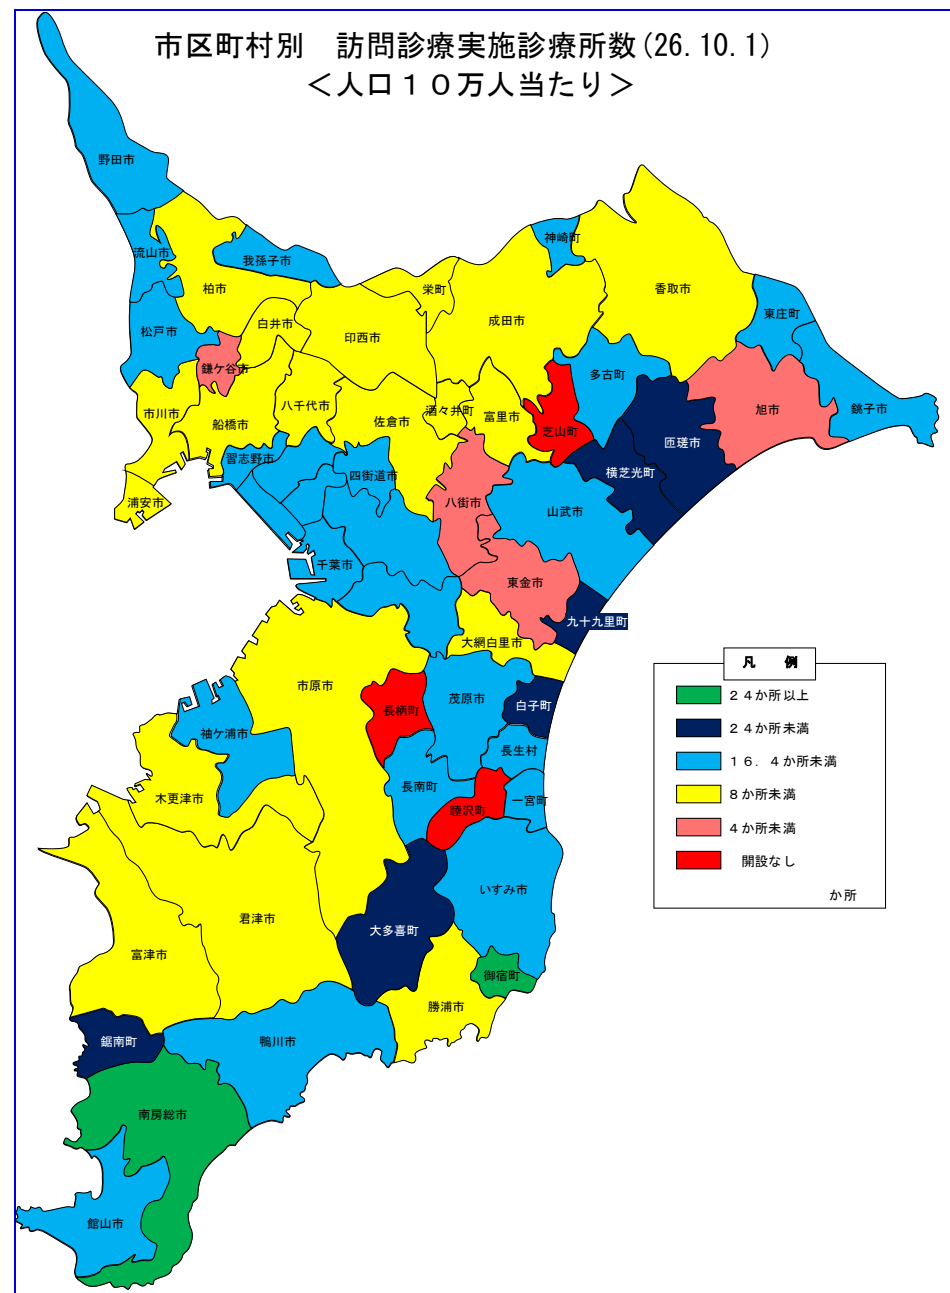 市区町村別　訪問診療実施診療所数(26.10.1)
＜人口１０万人当たり＞
野田市
流山市
我孫子市
柏市
松戸市
白井市
鎌ケ谷市
印西市
栄町
成田市
神崎町
香取市
東庄町
銚子市
旭市
多古町
匝瑳市
横芝光町
芝山町
市川市
船橋市
八千代市
佐倉市
酒々井町
富里市
浦安市
習志野市
四街道市
八街市
山武市
千葉市
東金市
九十九里町
大網白里市
市原市
長柄町
茂原市
白子町
袖ケ浦市
長生村
木更津市
長南町
睦沢町
一宮町
いすみ市
君津市
大多喜町
富津市
御宿町
勝浦市
鋸南町
鴨川市
南房総市
館山市
凡　例
２４か所以上
２４か所未満
１６．４か所未満
８か所未満
４か所未満
開設なし
か所